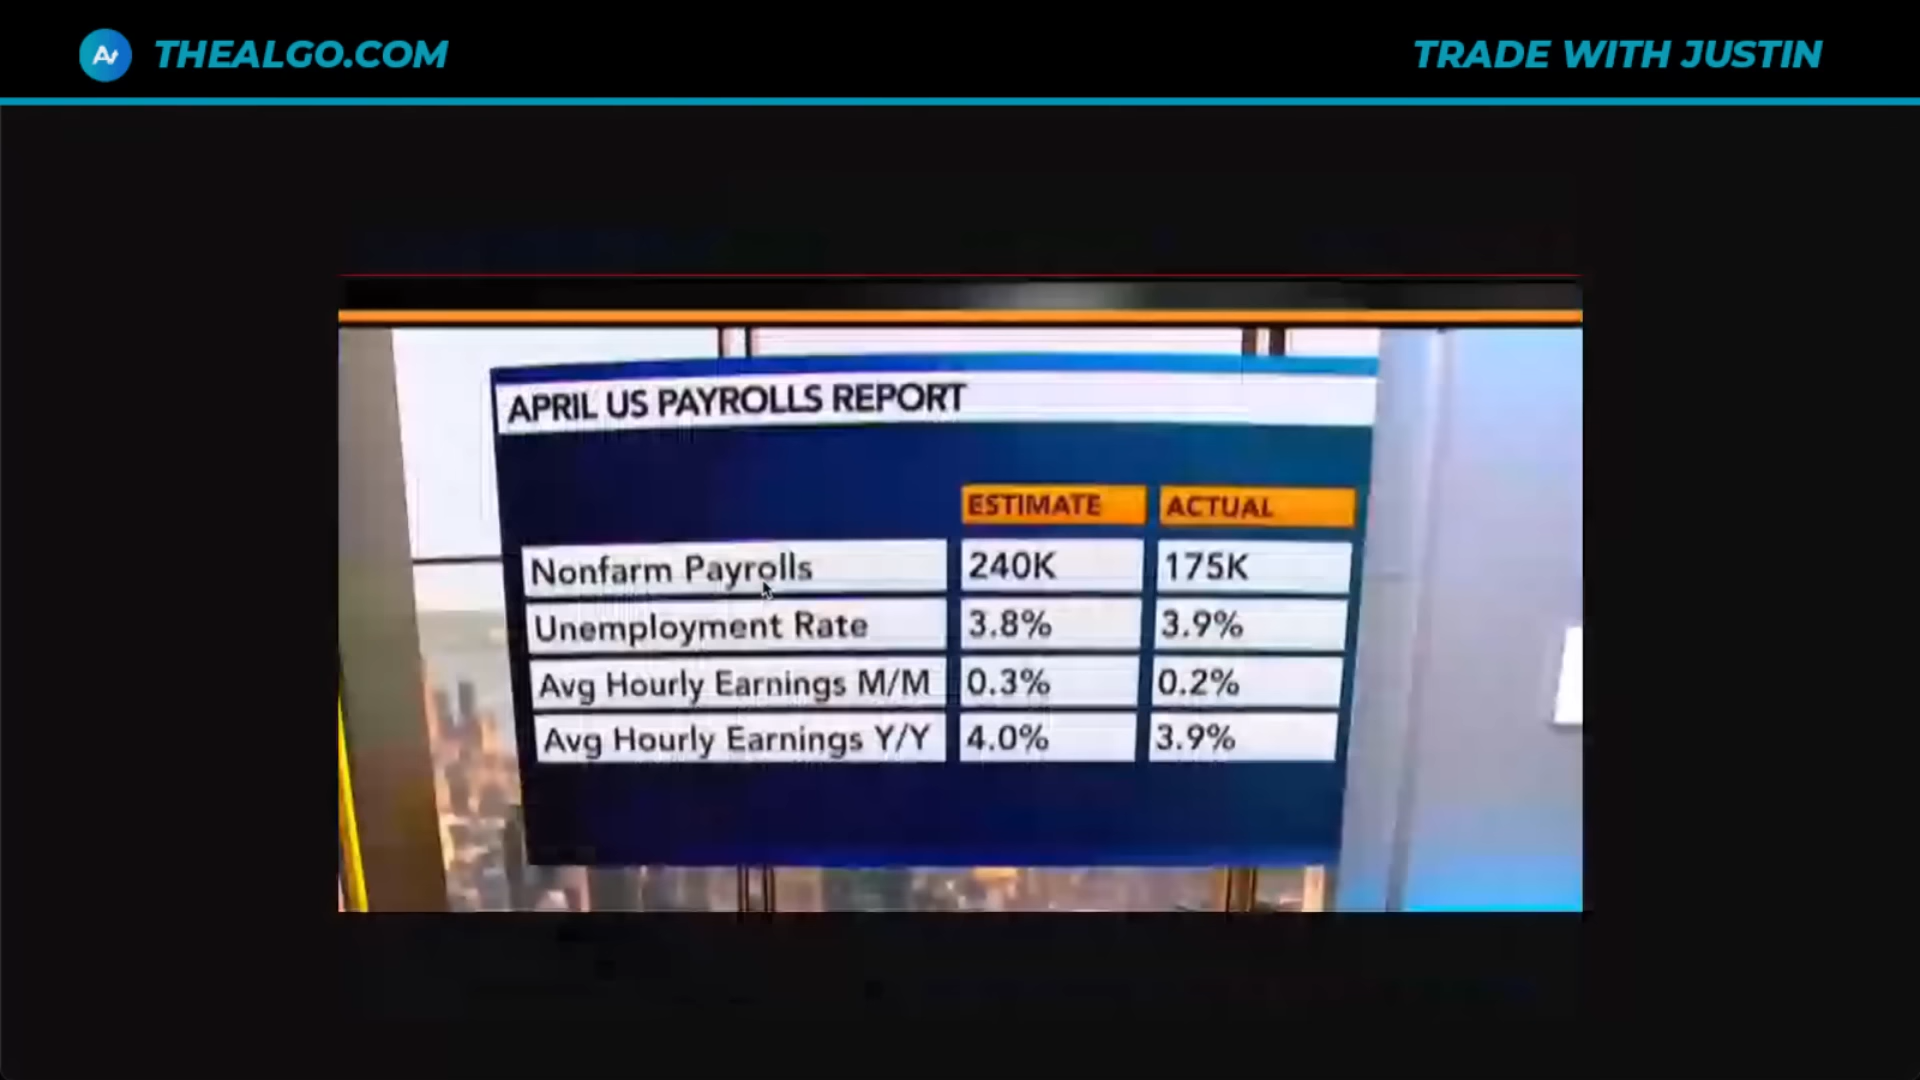 THEALGO.COM
TRADE WITH JUSTIN
APRIL US PAYROLLS REPORT
ESTIMATE ACTUAL
Nonfarm Payrolls 240K 175K
Unemployment Rate 3.8% 3.9%
Avg Hourly Earnings M/M 0.3% 0.2%
Avg Hourly Earnings Y/Y 4.0% 3.9%